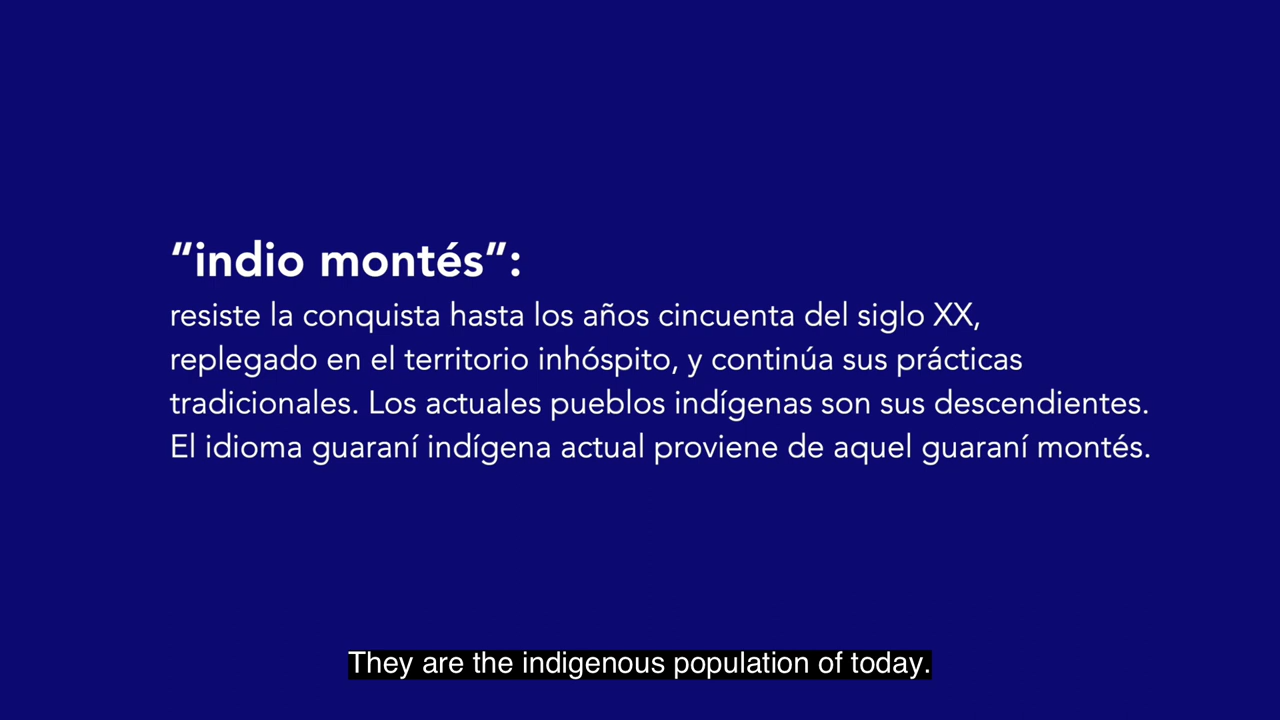 “indio montés”:
resiste la conquista hasta los años cincuenta del siglo XX,
replegado en el territorio inhóspito, y continúa sus prácticas
tradicionales. Los actuales pueblos indígenas son sus descendientes.
El idioma guaraní indígena actual proviene de aquel guaraní montés.
They are the indigenous population of today.